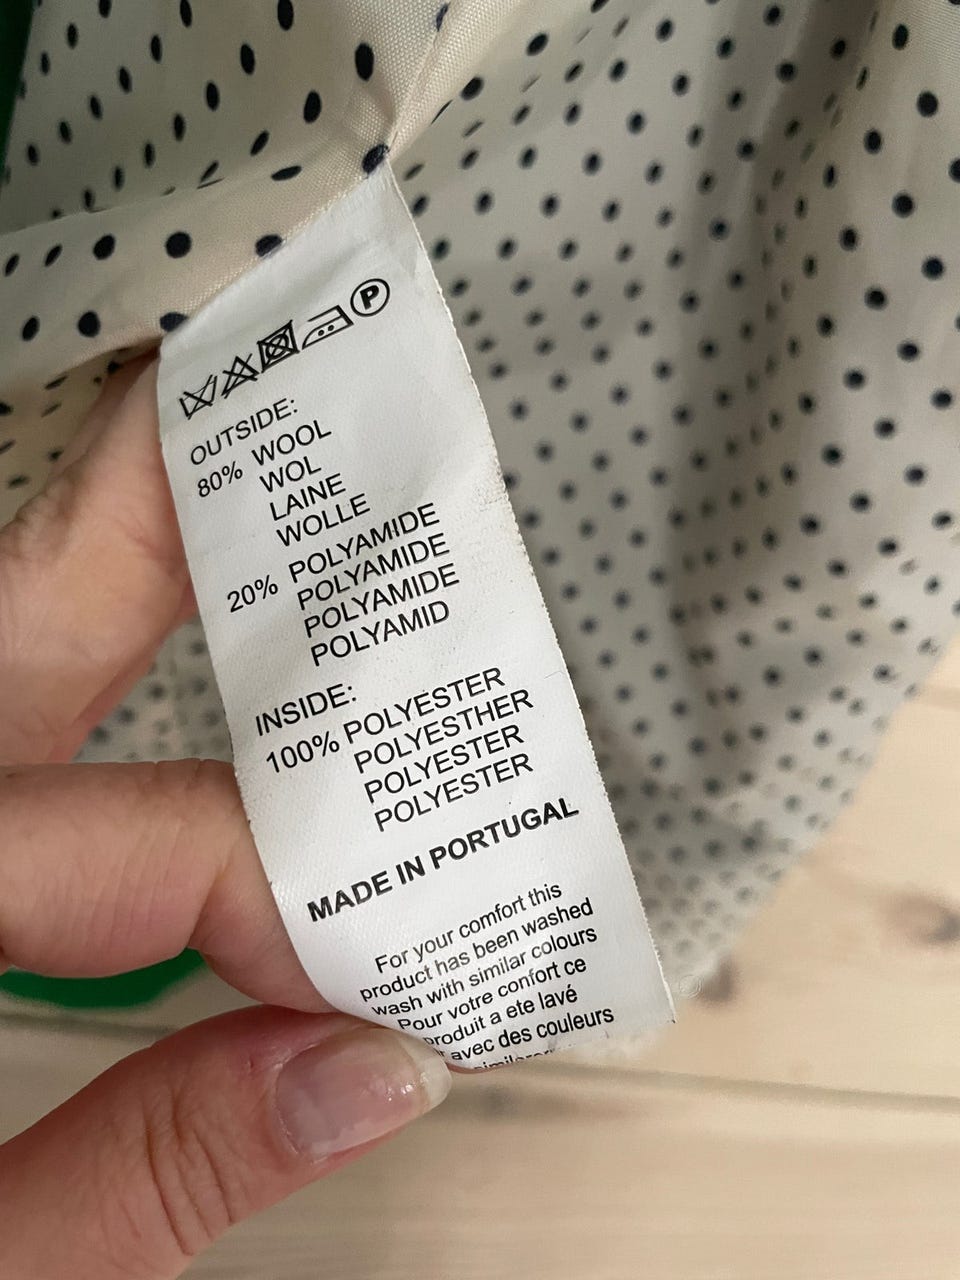 P
OUTSIDE:
80% WOOL
WOL
LAINE
WOLLE
20% POLYAMIDE
POLYAMIDE
POLYAMIDE
POLYAMID
INSIDE:
100% POLYESTER
POLYESTHER
POLYESTER
POLYESTER
MADE IN PORTUGAL
For your comfort this
product has been washed
wash with similar colours
Pour votre confort ce
produit a ete lavé
avec des couleurs